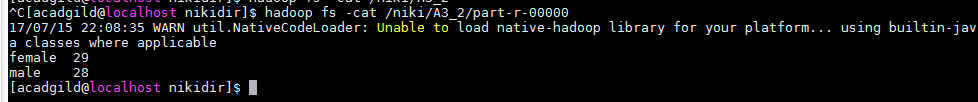 ^C[acadgild@localhost nikidir]$ hadoop fs -cat /niki/A3_2/part-r-00000
17/07/15 22:08:35 WARN util.NativeCodeLoader: Unable to load native-hadoop library for your platform... using builtin-jav
a classes where applicable
female  29
male    28
[acadgild@localhost nikidir]$